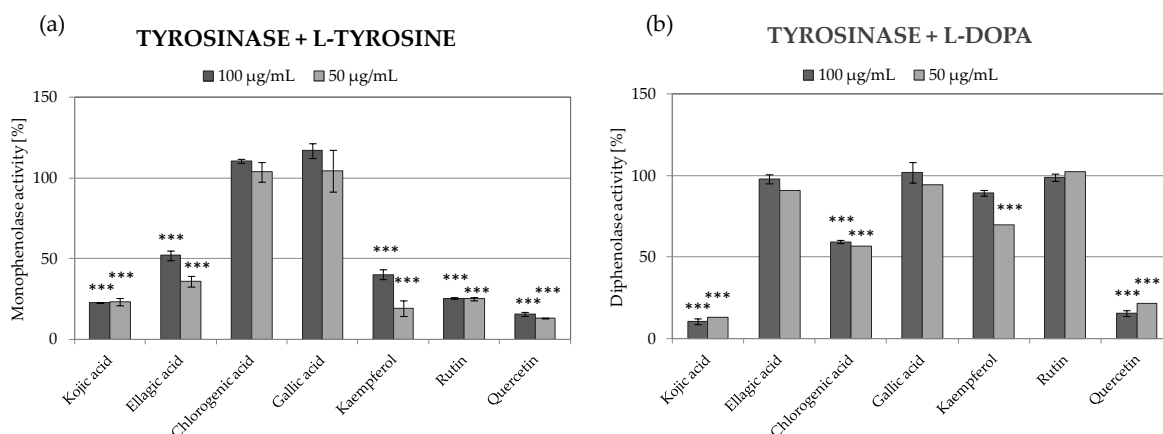 (a)
TYROSINASE + L-TYROSINE
100 µg/mL 50 µg/mL
Monophenolase activity [%]
150
100
50
0
*** *** *** *** *** *** *** *** *** ***
Kojic acid
Ellagic acid
Chlorogenic acid
Gallic acid
Kaempferol
Rutin
Quercetin
(b)
TYROSINASE + L-DOPA
100 µg/mL 50 µg/mL
Diphenolase activity [%]
150
100
50
0
*** *** *** *** *** *** ***
Kojic acid
Ellagic acid
Chlorogenic acid
Gallic acid
Kaempferol
Rutin
Quercetin